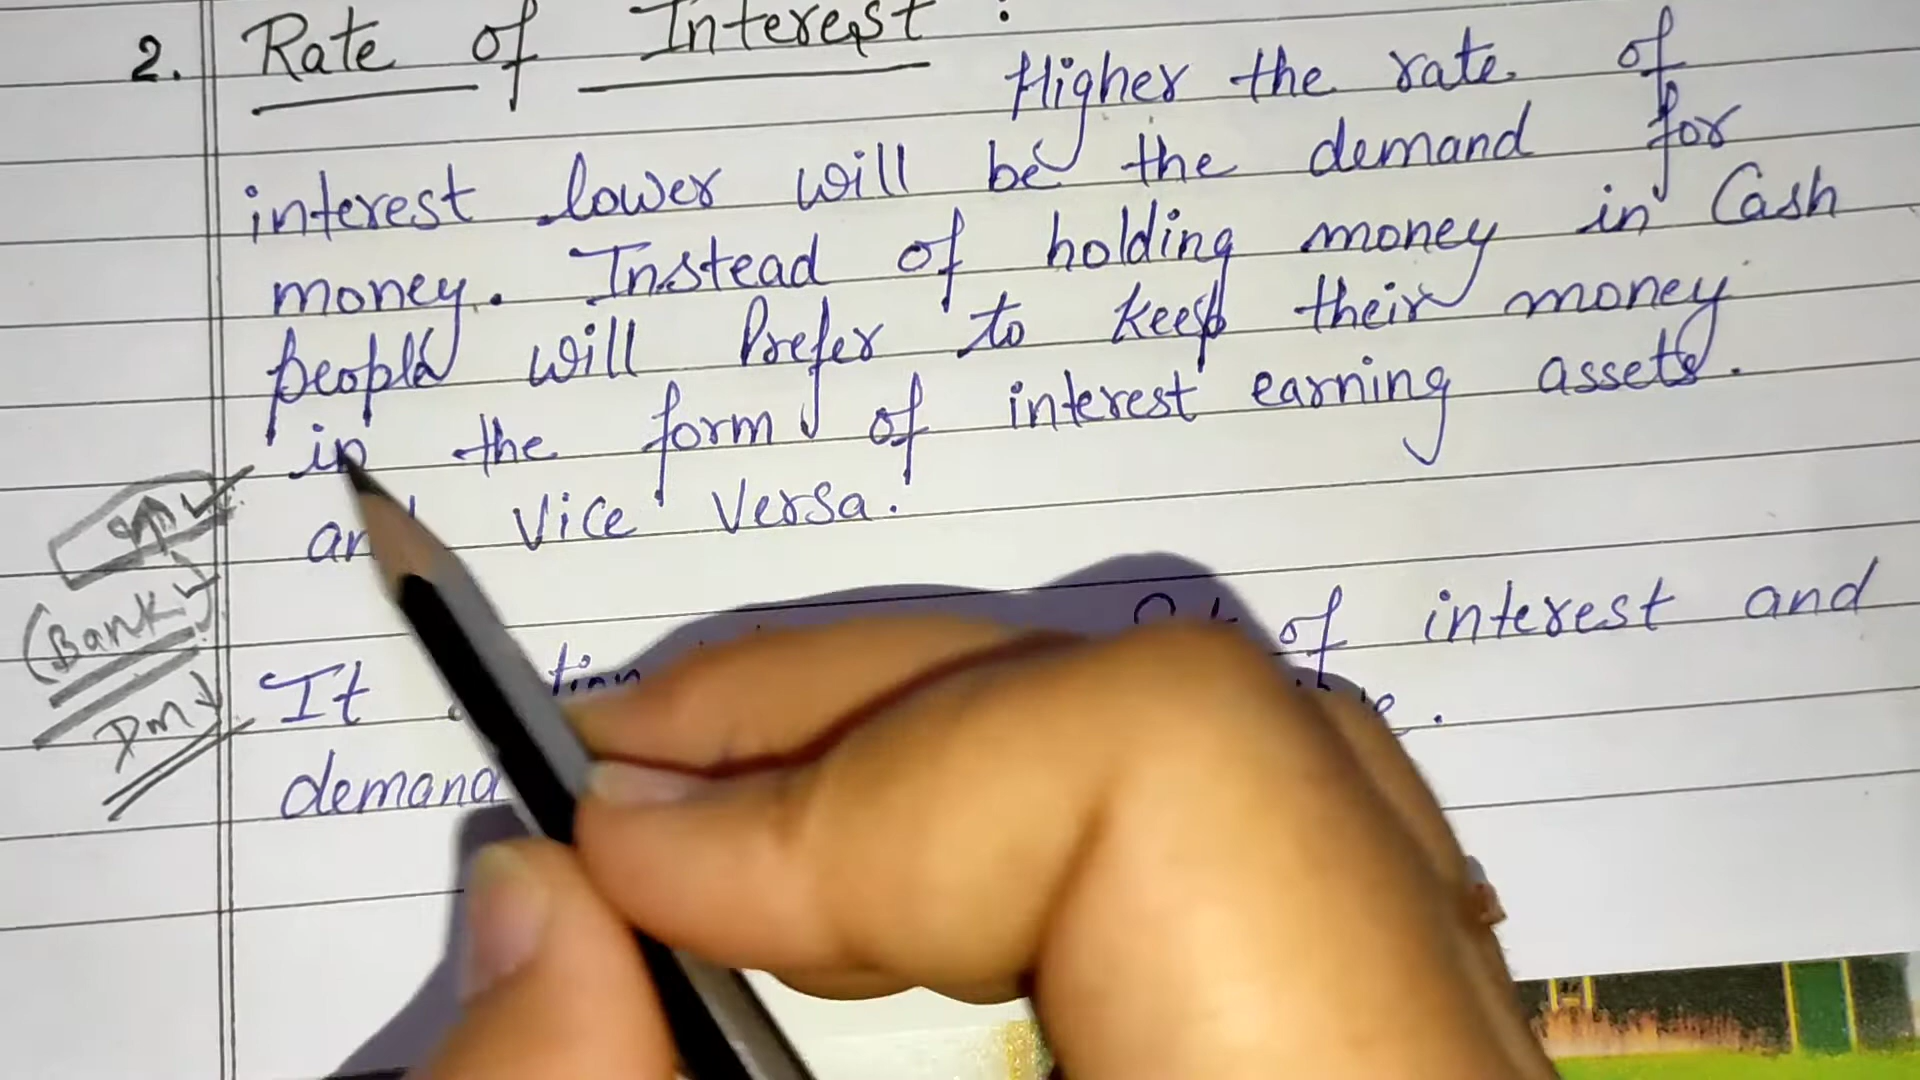 2. Rate of Interest :
Higher the rate of
interest lower will be the demand for
money. Instead of holding money in Cash
people will Prefer to keep their money
in the form of interest earning assets.
and Vice Versa.
(Bank)
Dm↓
It of interest and
demand